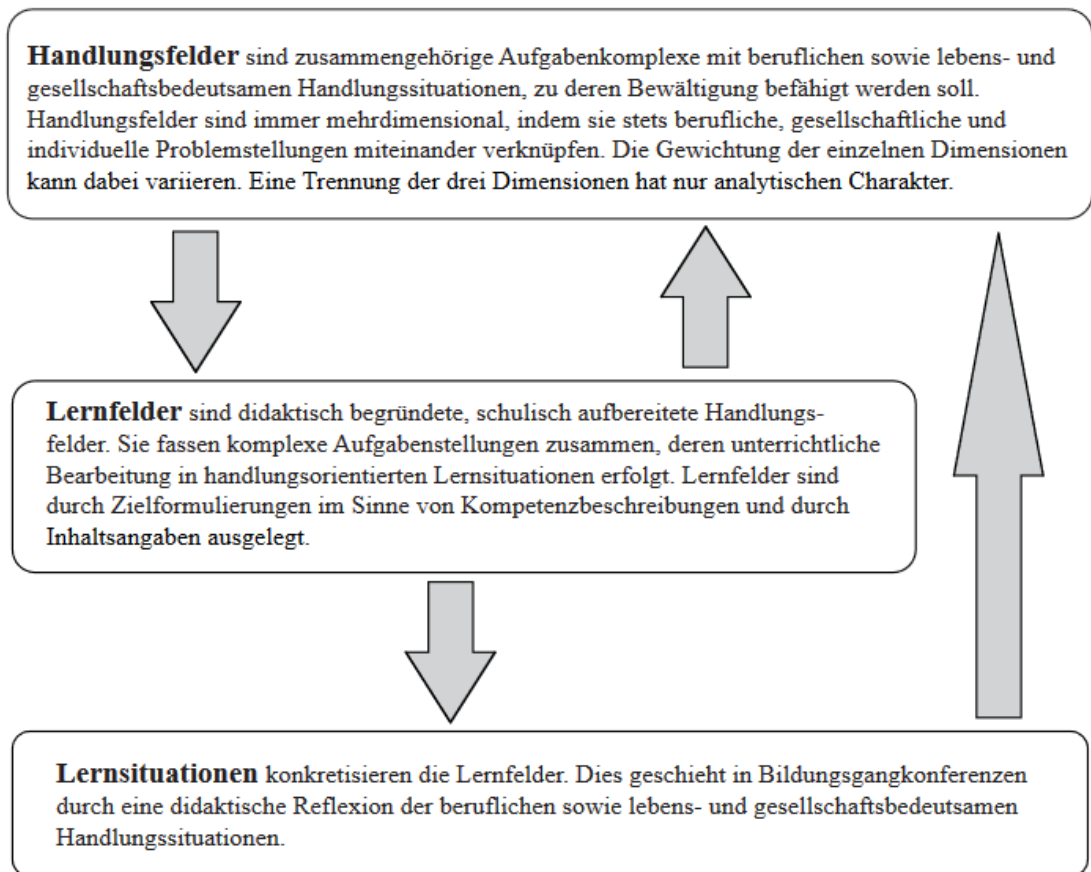 Handlungsfelder sind zusammengehörige Aufgabenkomplexe mit beruflichen sowie lebens- und
gesellschaftsbedeutsamen Handlungssituationen, zu deren Bewältigung befähigt werden soll.
Handlungsfelder sind immer mehrdimensional, indem sie stets berufliche, gesellschaftliche und
individuelle Problemstellungen miteinander verknüpfen. Die Gewichtung der einzelnen Dimensionen
kann dabei variieren. Eine Trennung der drei Dimensionen hat nur analytischen Charakter.
Lernfelder sind didaktisch begründete, schulisch aufbereitete Handlungs-
felder. Sie fassen komplexe Aufgabenstellungen zusammen, deren unterrichtliche
Bearbeitung in handlungsorientierten Lernsituationen erfolgt. Lernfelder sind
durch Zielformulierungen im Sinne von Kompetenzbeschreibungen und durch
Inhaltsangaben ausgelegt.
Lernsituationen konkretisieren die Lernfelder. Dies geschieht in Bildungsgangkonferenzen
durch eine didaktische Reflexion der beruflichen sowie lebens- und gesellschaftsbedeutsamen
Handlungssituationen.